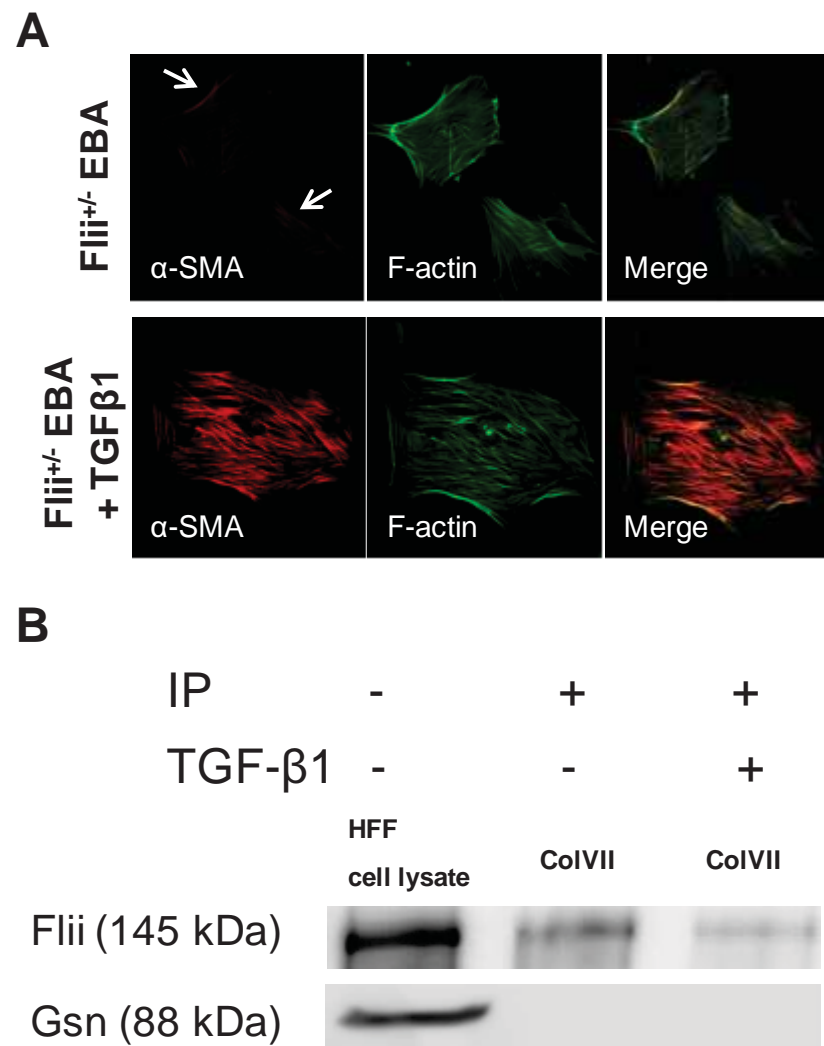 A
Flii+/- EBA
α-SMA
F-actin
Merge
Flii+/- EBA
+ TGFβ1
α-SMA
F-actin
Merge
B
IP - + +
TGF-β1 - - +
HFF
cell lysate
ColVII ColVII
Flii (145 kDa)
Gsn (88 kDa)